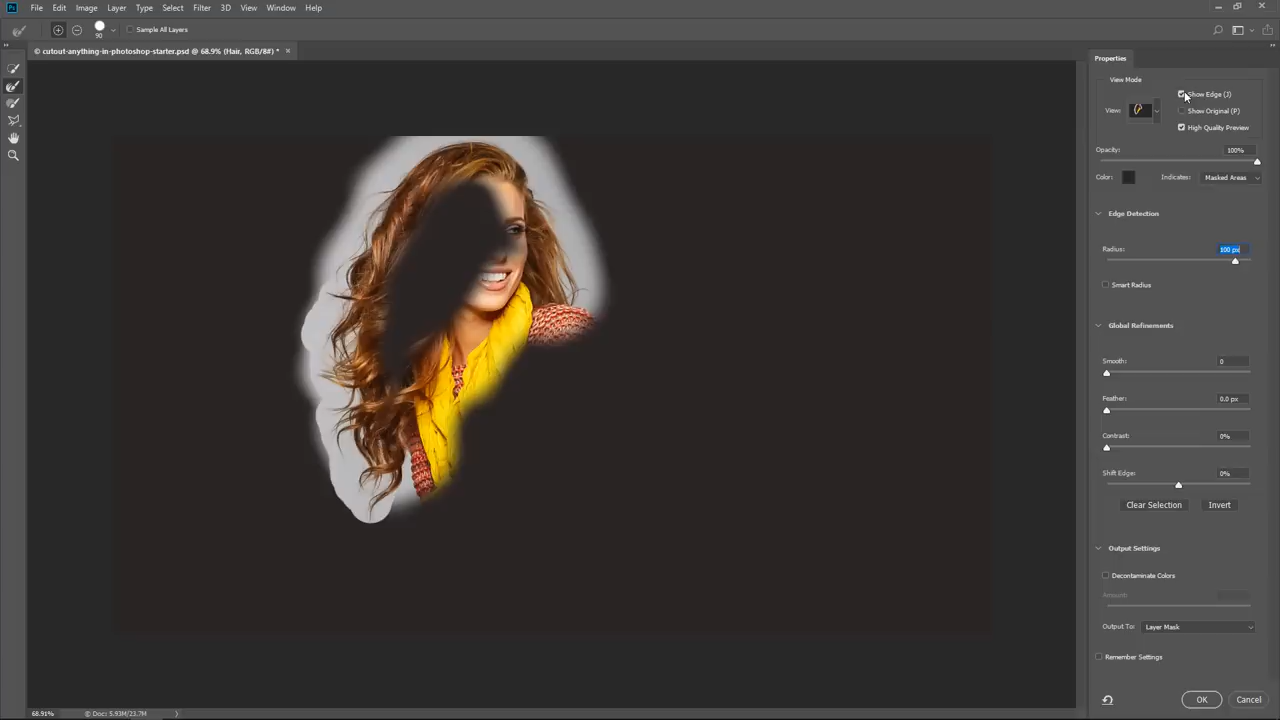 Ps File Edit Image Layer Type Select Filter 3D View Window Help
90 Sample All Layers
© cutout-anything-in-photoshop-starter.psd @ 68.9% (Hair, RGB/8#) * ×
Properties
View Mode
Show Edge (J)
View:
Show Original (P)
High Quality Preview
Opacity: 100%
Color: Indicates: Masked Areas
Edge Detection
Radius: 100 px
Smart Radius
Global Refinements
Smooth: 0
Feather: 0.0 px
Contrast: 0%
Shift Edge: 0%
Clear Selection Invert
Output Settings
Decontaminate Colors
Amount:
Output To: Layer Mask
Remember Settings
OK Cancel
68.91% Doc: 5.93M/23.7M